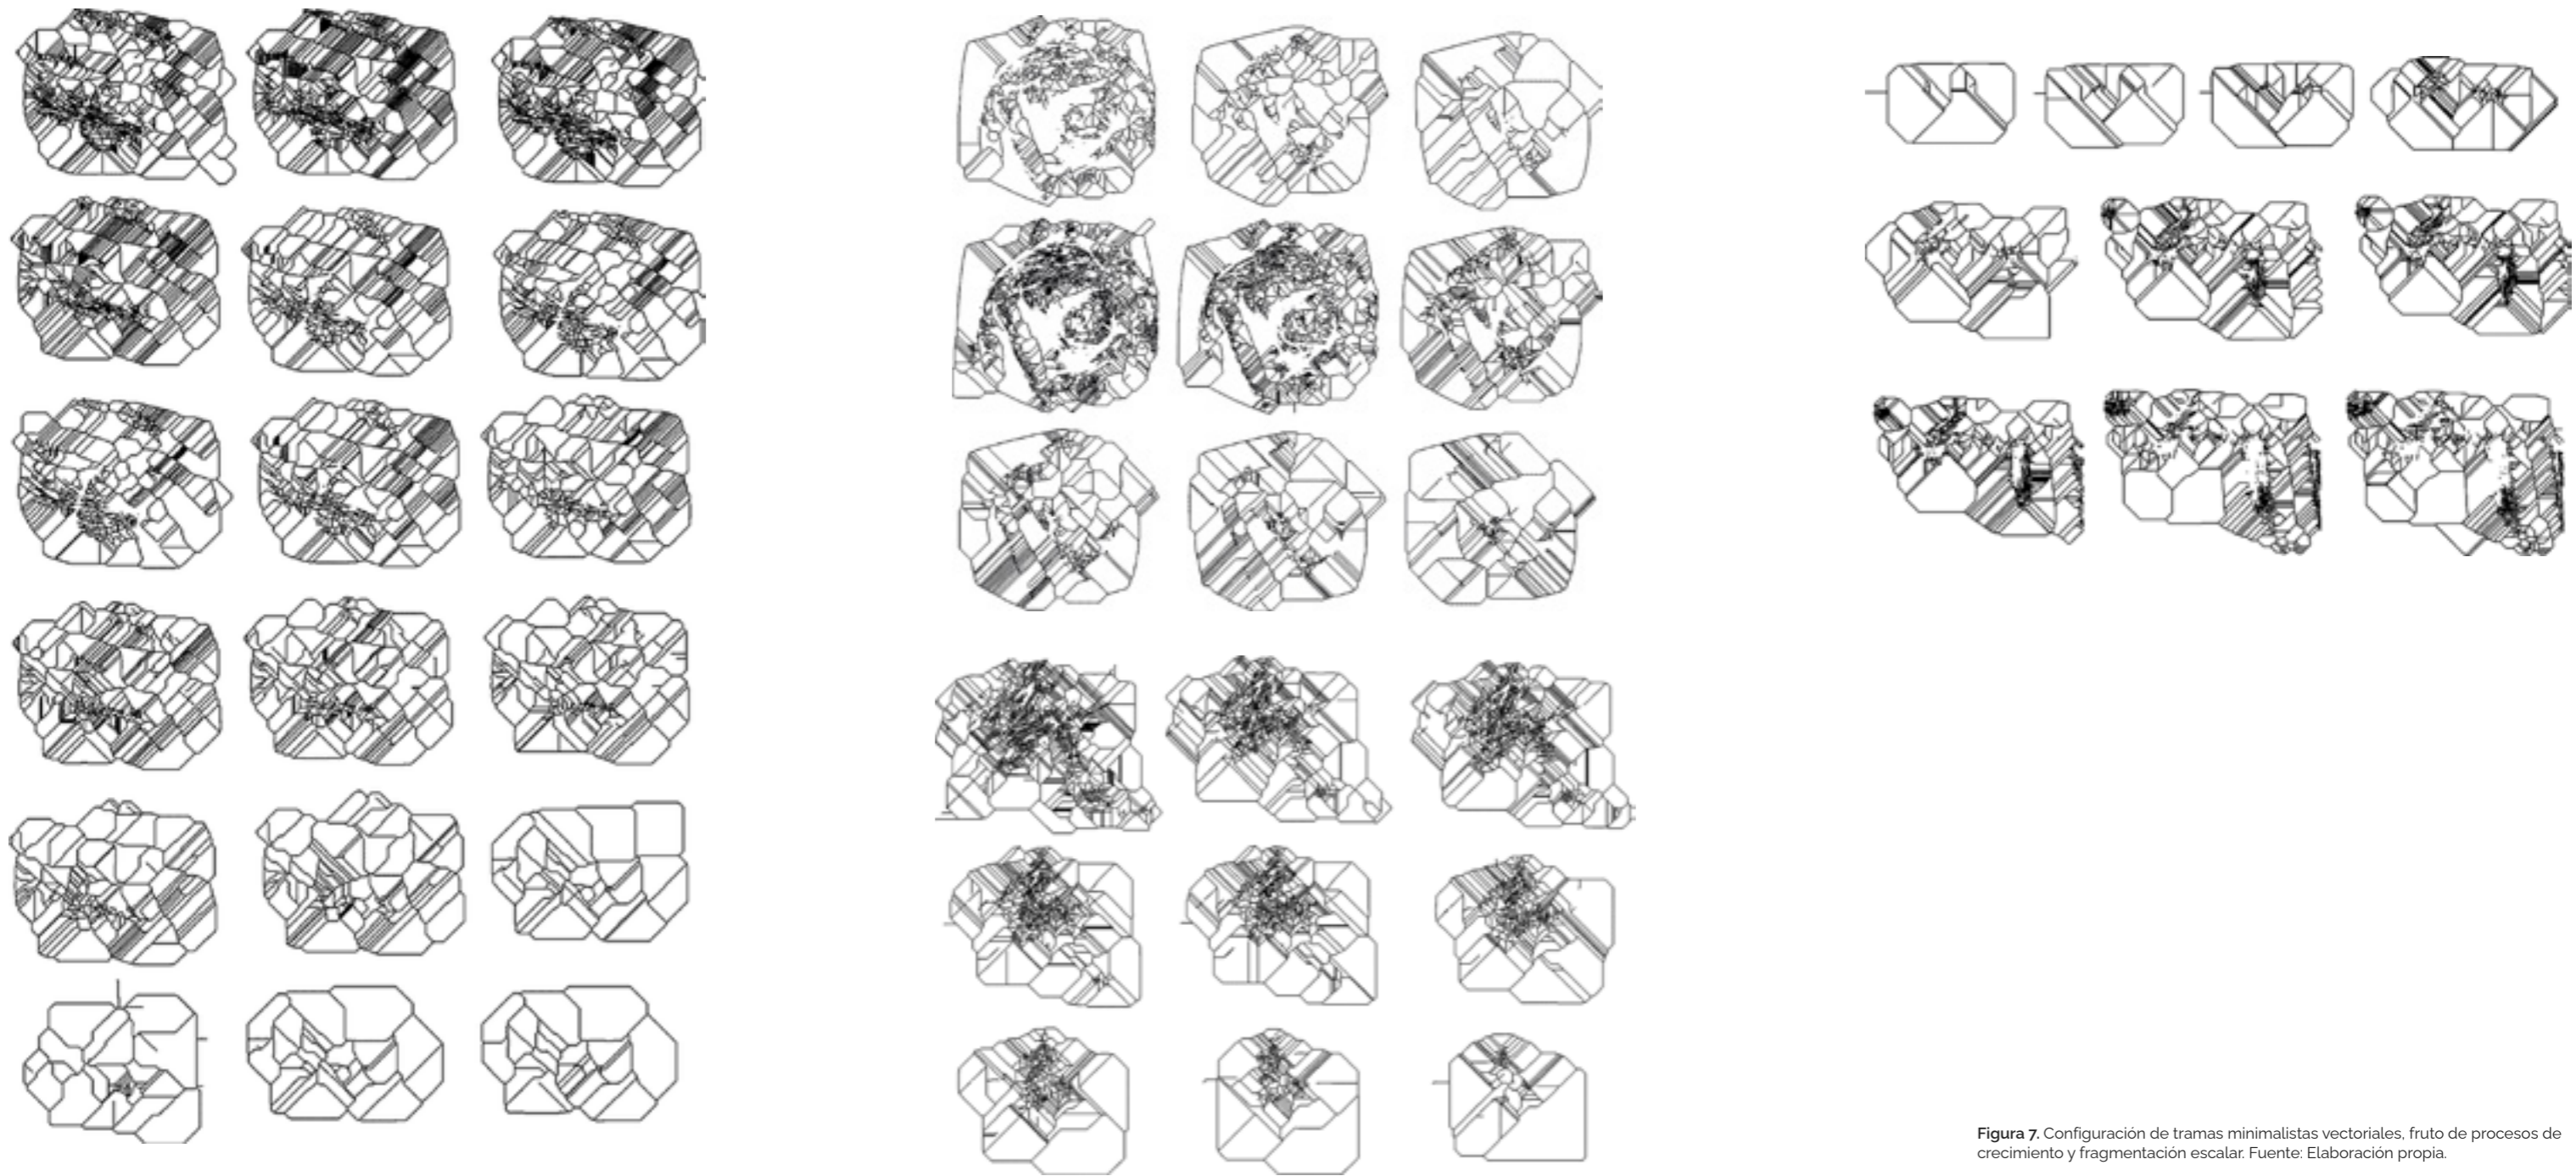 Figura 7. Configuración de tramas minimalistas vectoriales, fruto de procesos de
crecimiento y fragmentación escalar. Fuente: Elaboración propia.